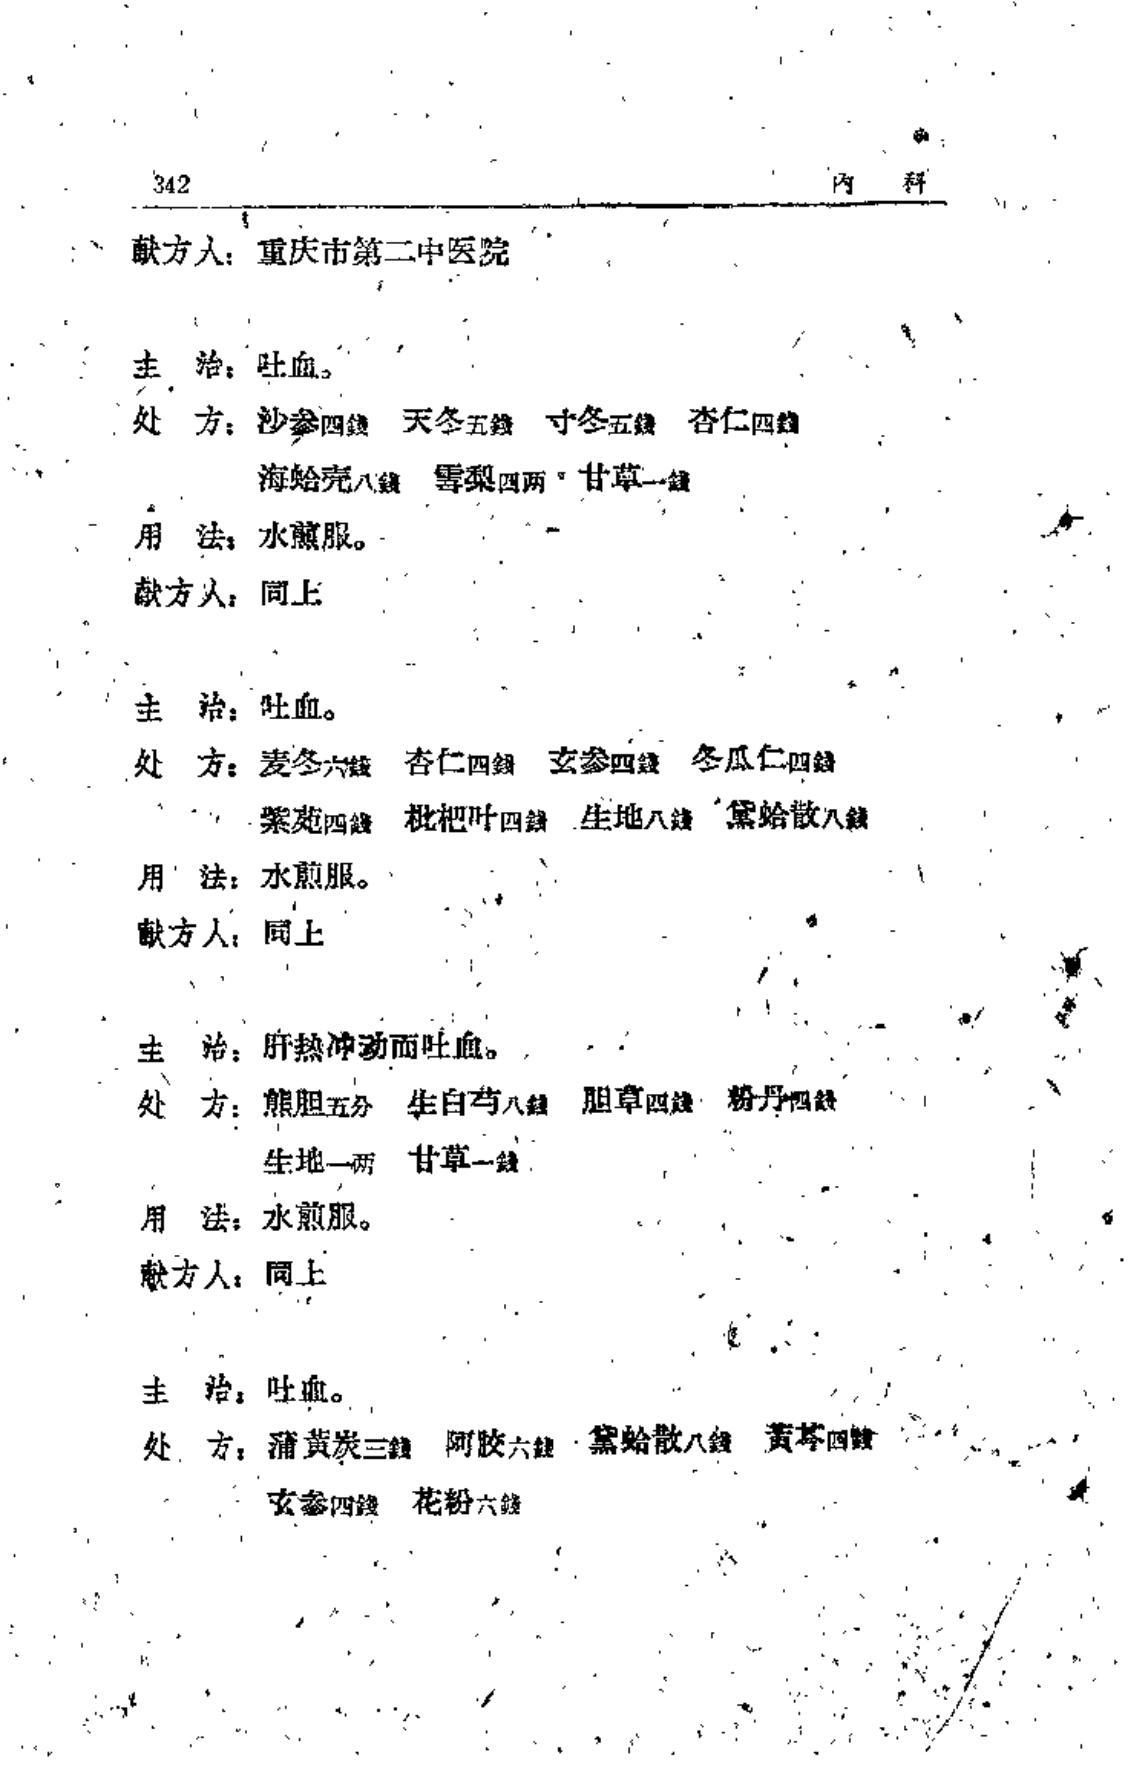 342 內 科
献方人：重庆市第二中医院
主 治：吐血。
处 方：沙参四錢 天冬五錢 寸冬五錢 杏仁四錢
海蛤壳八錢 雪梨四两 甘草一錢
用 法：水煎服。
献方人：同上
主 治：吐血。
处 方：麦冬六錢 杏仁四錢 玄参四錢 冬瓜仁四錢
紫菀四錢 枇杷叶四錢 生地八錢 黛蛤散八錢
用 法：水煎服。
献方人：同上
主 治：肝热冲动而吐血。
处 方：熊胆五分 生白芍八錢 胆草四錢 粉丹四錢
生地一两 甘草一錢
用 法：水煎服。
献方人：同上
主 治：吐血。
处 方：蒲黃炭三錢 阿胶六錢 黛蛤散八錢 黃芩四錢
玄参四錢 花粉六錢